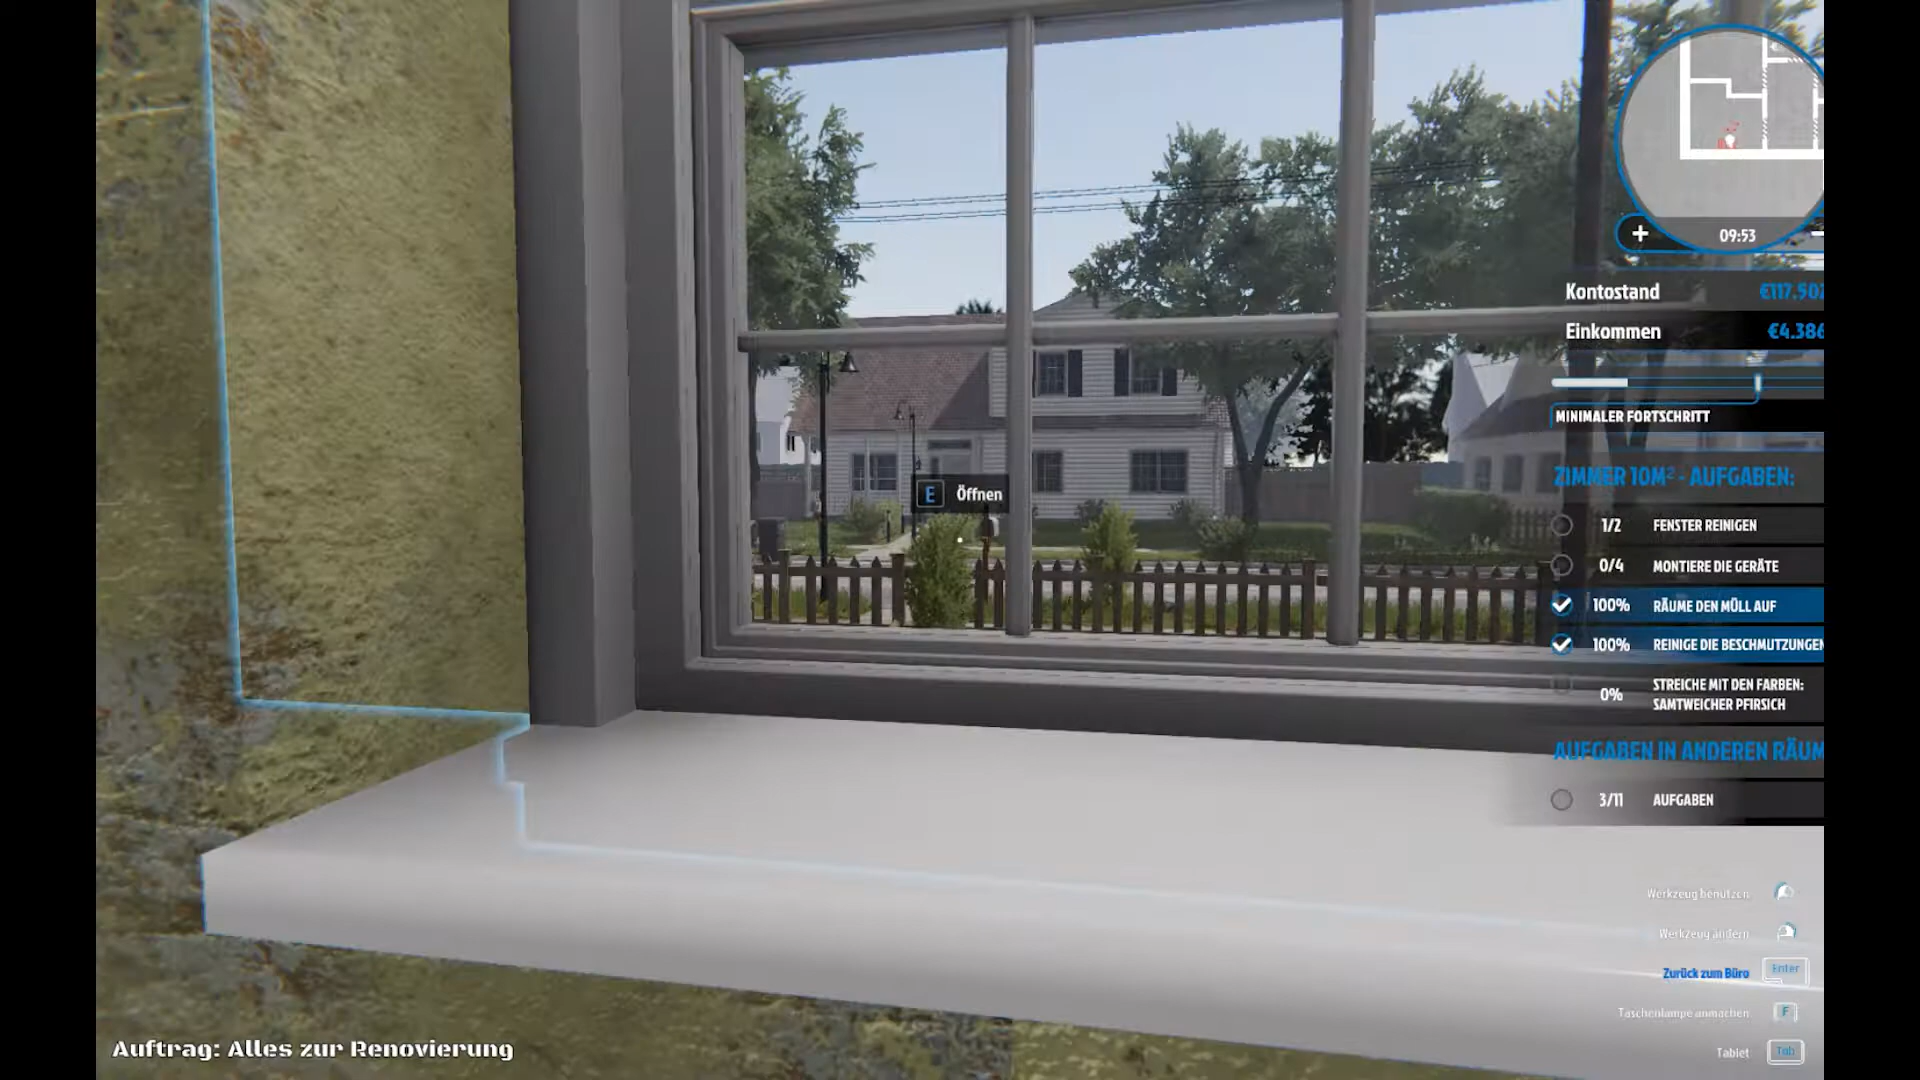 + 09:53 –
Kontostand €117.502
Einkommen €4.386
MINIMALER FORTSCHRITT
ZIMMER 10M² - AUFGABEN:
1/2 FENSTER REINIGEN
0/4 MONTIERE DIE GERÄTE
100% RÄUME DEN MÜLL AUF
100% REINIGE DIE BESCHMUTZUNGEN
0% STREICHE MIT DEN FARBEN:
SAMTWEICHER PFIRSICH
AUFGABEN IN ANDEREN RÄUM
3/11 AUFGABEN
E Öffnen
Werkzeug benutzen
Werkzeug ändern
Zurück zum Büro Enter
Taschenlampe anmachen F
Tablet Tab
Auftrag: Alles zur Renovierung